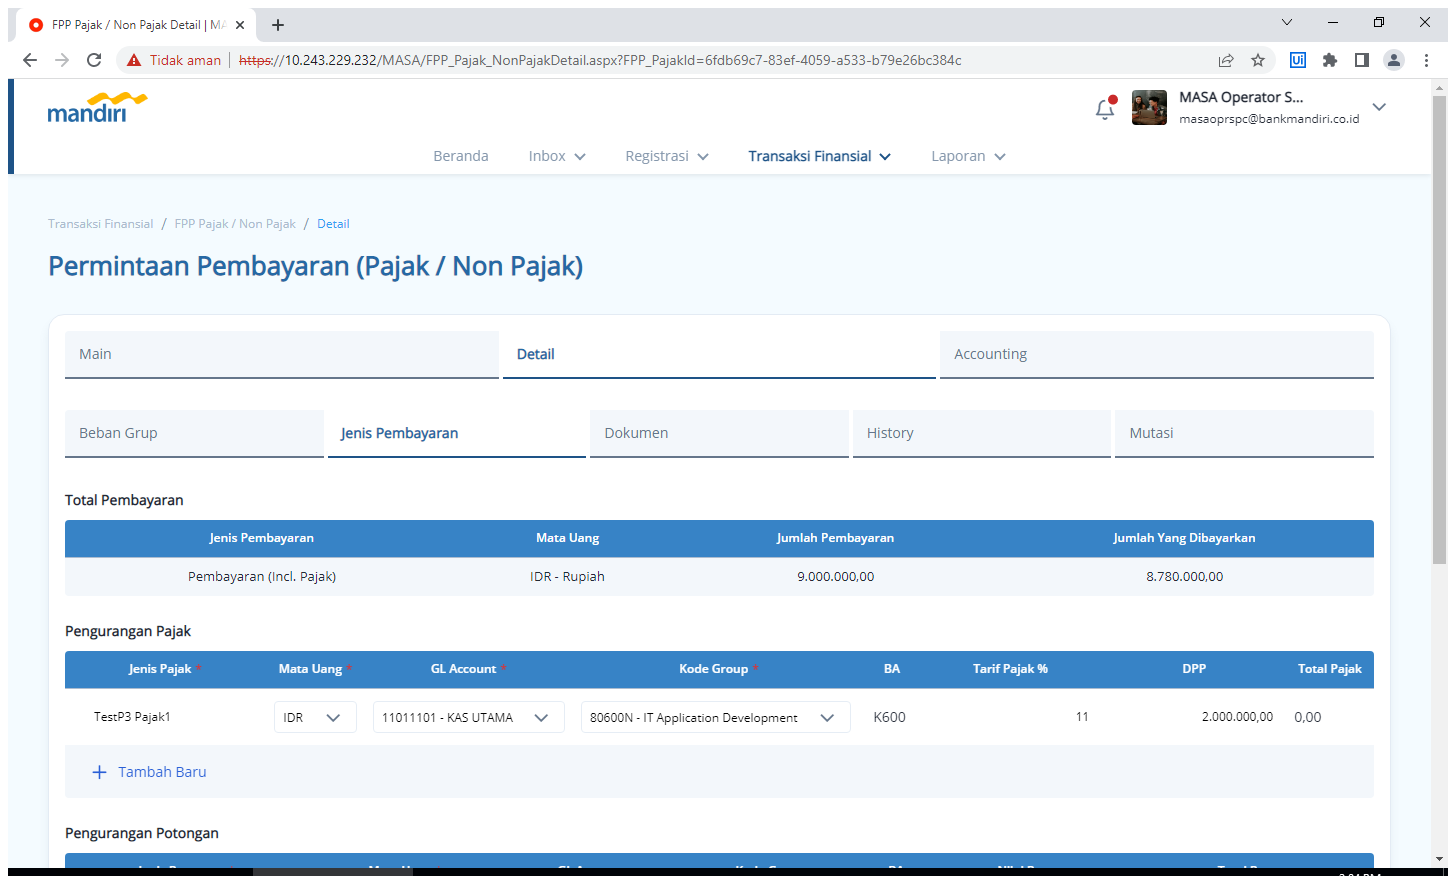 FPP Pajak / Non Pajak Detail | MA
Tidak aman https://10.243.229.232/MASA/FPP_Pajak_NonPajakDetail.aspx?FPP_PajakId=6fdb69c7-83ef-4059-a533-b79e26bc384c
mandiri
MASA Operator S...
masaoprspc@bankmandiri.co.id
Beranda Inbox Registrasi Transaksi Finansial Laporan
Transaksi Finansial / FPP Pajak / Non Pajak / Detail
Permintaan Pembayaran (Pajak / Non Pajak)
Main Detail Accounting
Beban Grup Jenis Pembayaran Dokumen History Mutasi
Total Pembayaran
Jenis Pembayaran Mata Uang Jumlah Pembayaran Jumlah Yang Dibayarkan
Pembayaran (Incl. Pajak) IDR - Rupiah 9.000.000,00 8.780.000,00
Pengurangan Pajak
Jenis Pajak * Mata Uang * GL Account * Kode Group * BA Tarif Pajak % DPP Total Pajak
TestP3 Pajak1 IDR 11011101 - KAS UTAMA 80600N - IT Application Development K600 11 2.000.000,00 0,00
+ Tambah Baru
Pengurangan Potongan